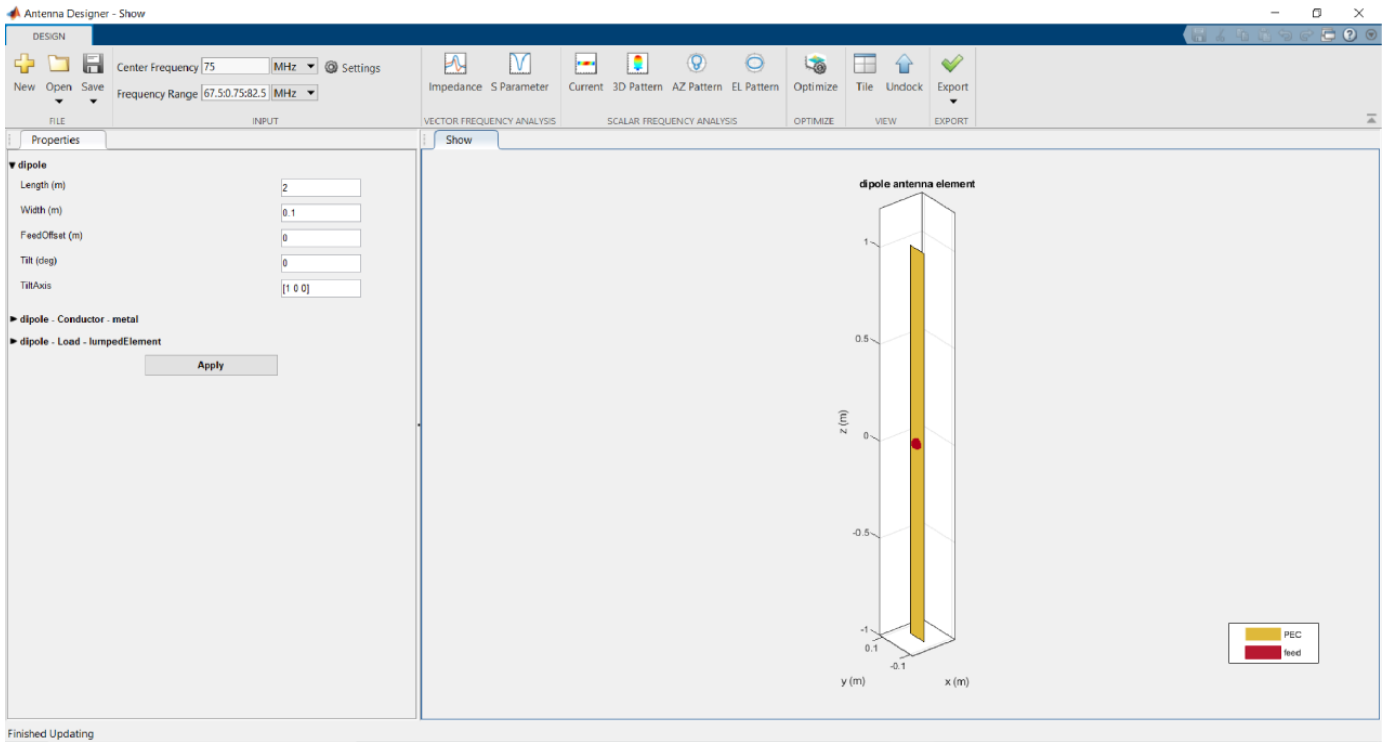 Antenna Designer - Show
DESIGN
New Open Save
Center Frequency 75 MHz Settings
Frequency Range 67.5:0.75:82.5 MHz
Impedance S Parameter Current 3D Pattern AZ Pattern EL Pattern Optimize Tile Undock Export
FILE INPUT VECTOR FREQUENCY ANALYSIS SCALAR FREQUENCY ANALYSIS OPTIMIZE VIEW EXPORT
Properties
dipole
Length (m) 2
Width (m) 0.1
FeedOffset (m) 0
Tilt (deg) 0
TiltAxis [1 0 0]
dipole - Conductor - metal
dipole - Load - lumpedElement
Apply
Show
dipole antenna element
1
0.5
0
-0.5
-1
z (m)
0.1
-0.1
y (m)
x (m)
PEC
feed
Finished Updating